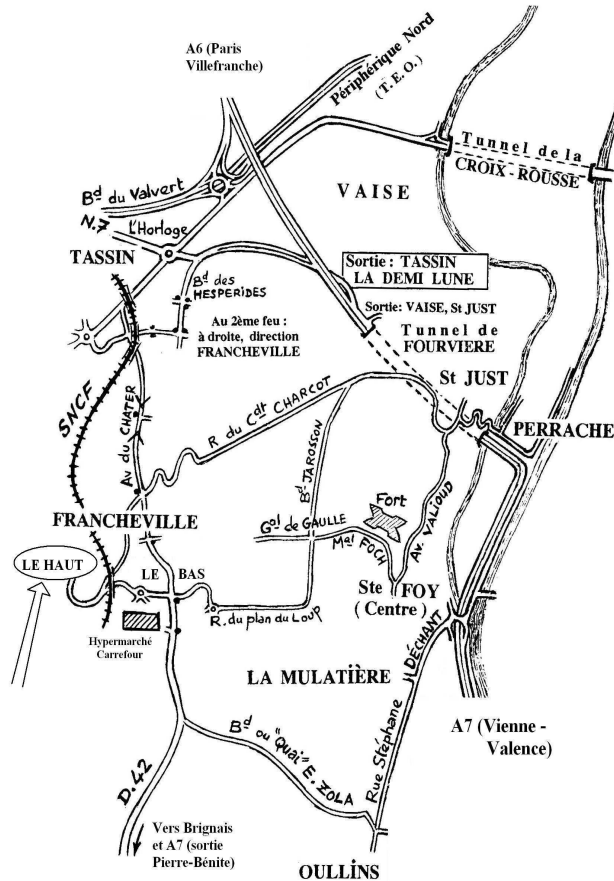 A6 (Paris
Villefranche)
Périphérique Nord
(T.E.O.)
Tunnel de la
CROIX-ROUSSE
Bd du Valvert
VAISE
N.7
L'Horloge
TASSIN
Sortie : TASSIN
LA DEMI LUNE
Bd des
HESPERIDES
Sortie: VAISE, St JUST
Au 2ème feu :
à droite, direction
FRANCHEVILLE
Tunnel de
FOURVIERE
St JUST
SNCF
Av du CHATER
R. du Cdt CHARCOT
PERRACHE
Bd JAROSSON
Fort
Av. VALIOUD
FRANCHEVILLE
Gal de GAULLE
Mal FOCH
LE HAUT
LE BAS
Ste FOY
(Centre)
R. du plan du Loup
Hypermarché
Carrefour
LA MULATIÈRE
Rue Stéphane DÉCHANT
A7 (Vienne -
Valence)
Bd ou "Quai" E. ZOLA
D.42
Vers Brignais
et A7 (sortie
Pierre-Bénite)
OULLINS